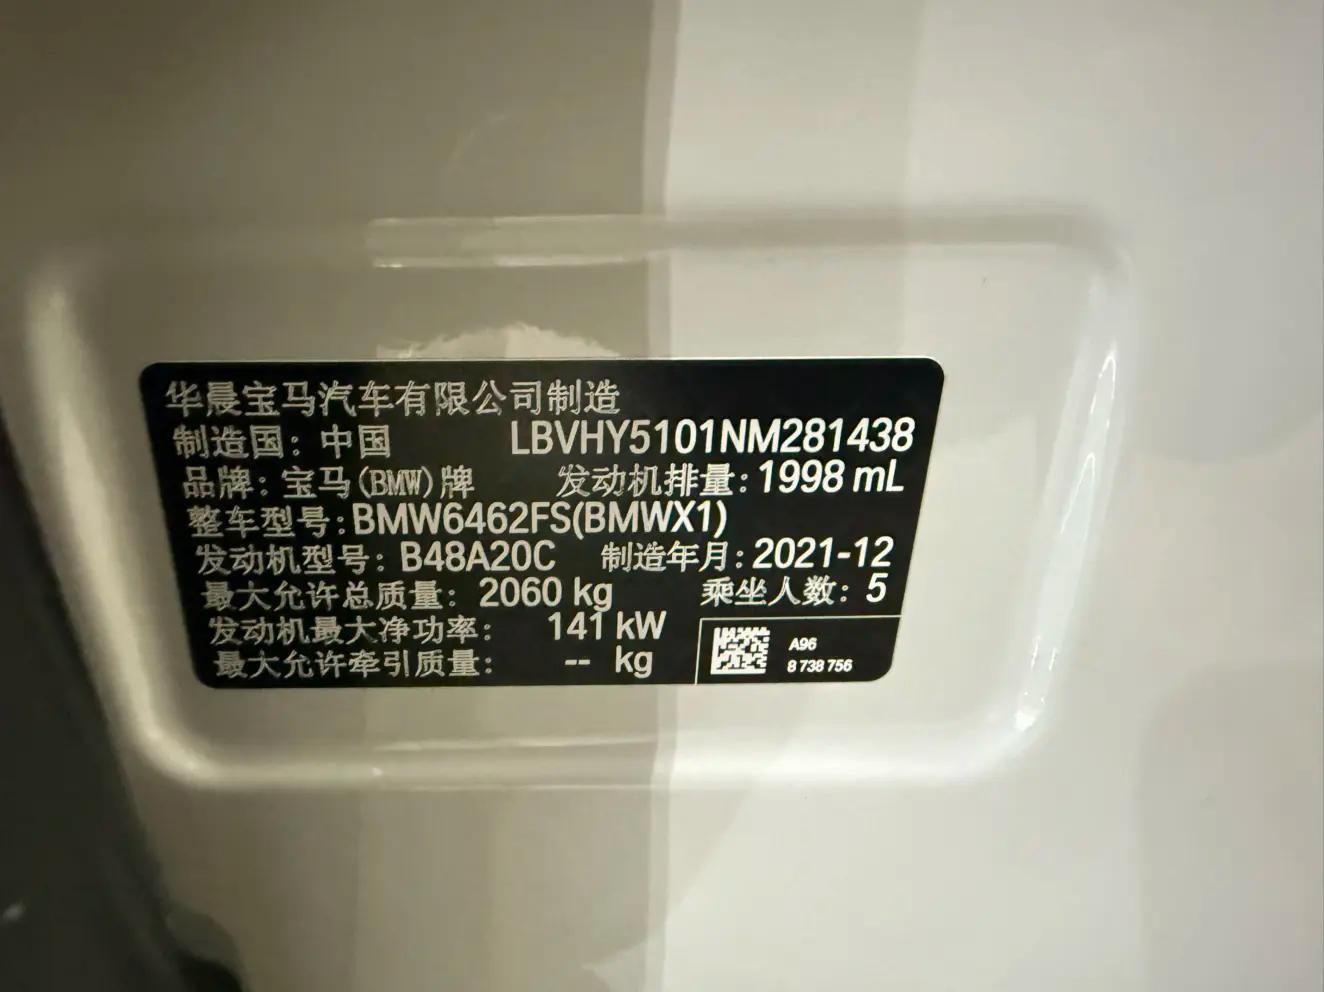 华晨宝马汽车有限公司制造
制造国：中国 LBVHY5101NM281438
品牌：宝马(BMW)牌 发动机排量：1998 mL
整车型号：BMW6462FS(BMWX1)
发动机型号：B48A20C 制造年月：2021-12
最大允许总质量：2060 kg 乘坐人数：5
发动机最大净功率：141 kW
最大允许牵引质量：-- kg
A96
8 738 756